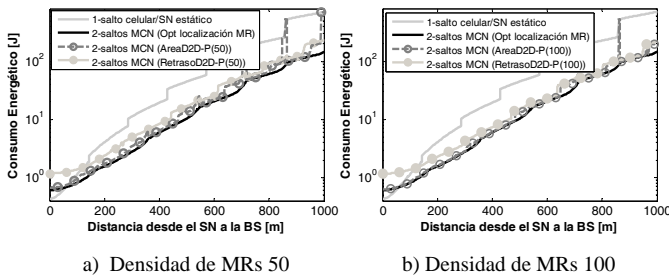 1-salto celular/SN estático
2-saltos MCN (Opt localización MR)
2-saltos MCN (AreaD2D-P(50))
2-saltos MCN (RetrasoD2D-P(50))
Consumo Energético [J]
10^2
10^1
10^0
0 200 400 600 800 1000
Distancia desde el SN a la BS [m]
a) Densidad de MRs 50
1-salto celular/SN estático
2-saltos MCN (Opt localización MR)
2-saltos MCN (AreaD2D-P(100))
2-saltos MCN (RetrasoD2D-P(100))
Consumo Energético [J]
10^2
10^1
10^0
0 200 400 600 800 1000
Distancia desde el SN a la BS [m]
b) Densidad de MRs 100